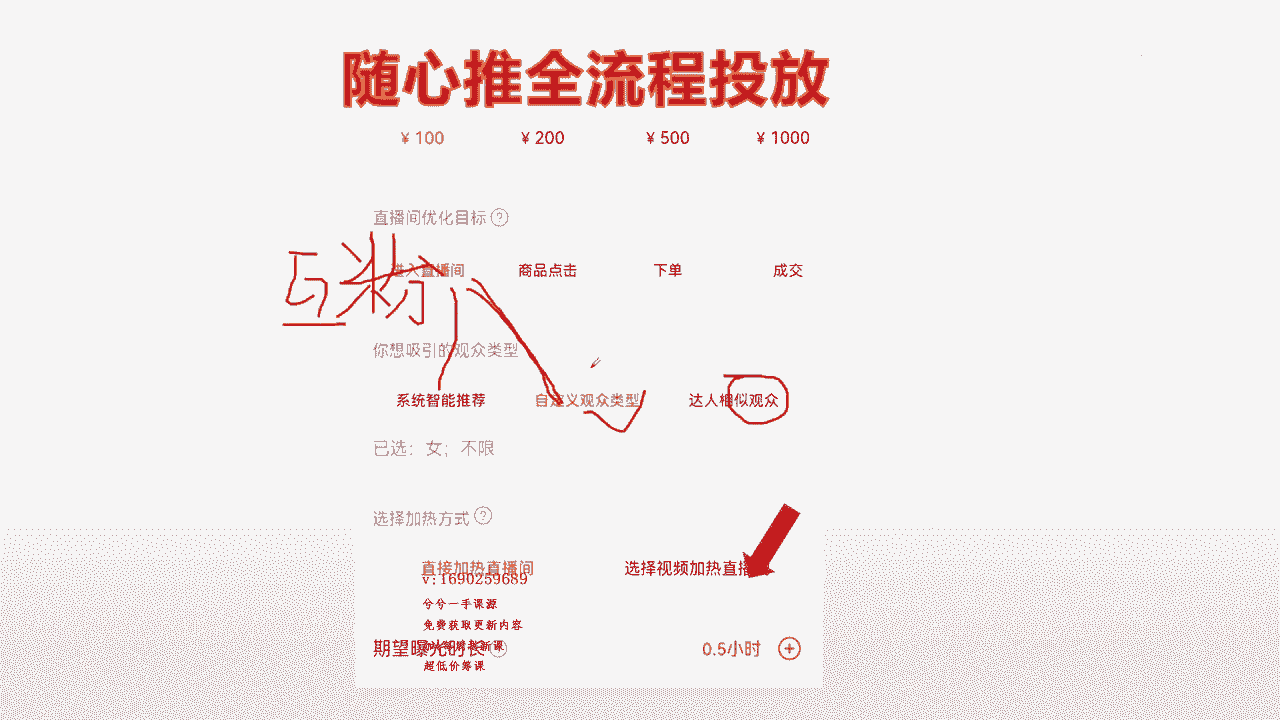 随心推全流程投放
¥ 100 ¥ 200 ¥ 500 ¥ 1000
直播间优化目标 ?
进入直播间 商品点击 下单 成交
互粉
你想吸引的观众类型
系统智能推荐 自定义观众类型 达人相似观众
已选：女；不限
选择加热方式 ?
直接加热直播间 选择视频加热直播
v:1690259689
兮兮一手课源
免费获取更新内容
期望曝光时长 0.5小时 +
超低价筹课